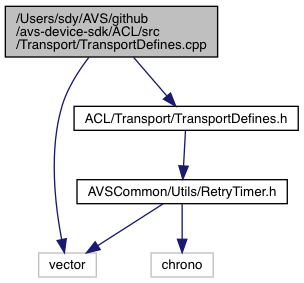 /Users/sdy/AVS/github
/avs-device-sdk/ACL/src
/Transport/TransportDefines.cpp
ACL/Transport/TransportDefines.h
AVSCommon/Utils/RetryTimer.h
vector
chrono